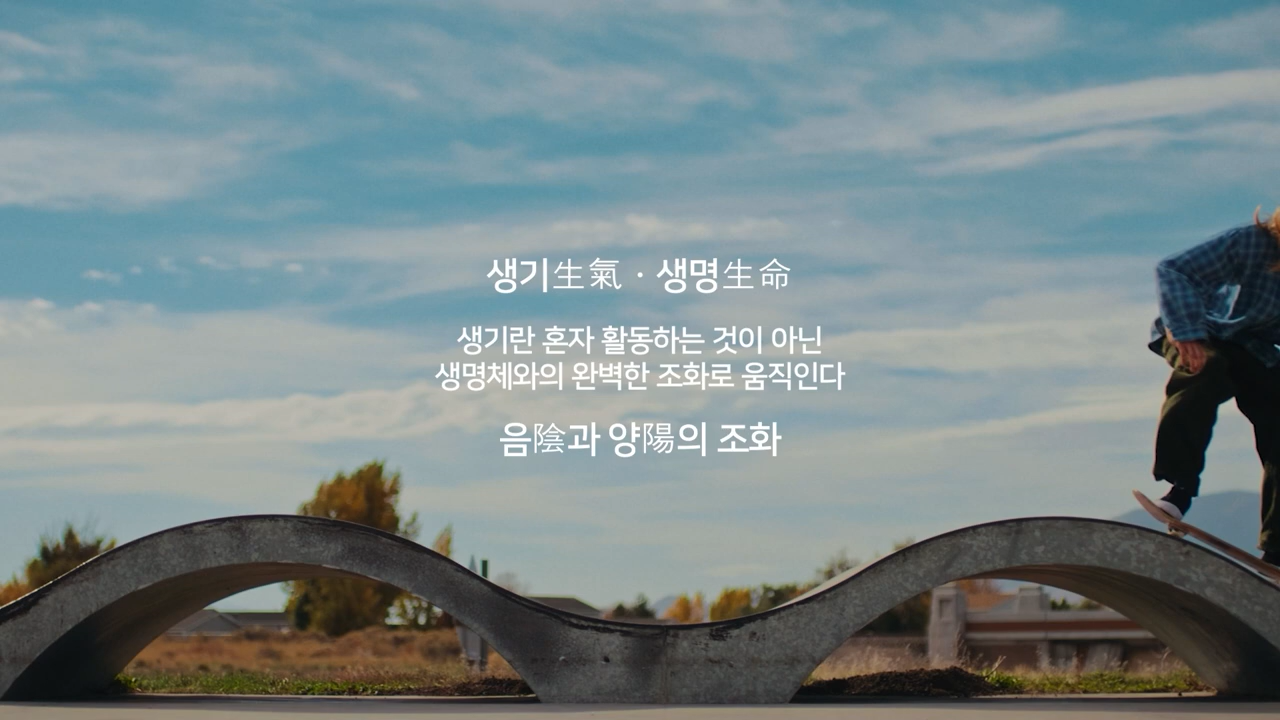 생기生氣 · 생명生命
생기란 혼자 활동하는 것이 아닌
생명체와의 완벽한 조화로 움직인다
음陰과 양陽의 조화